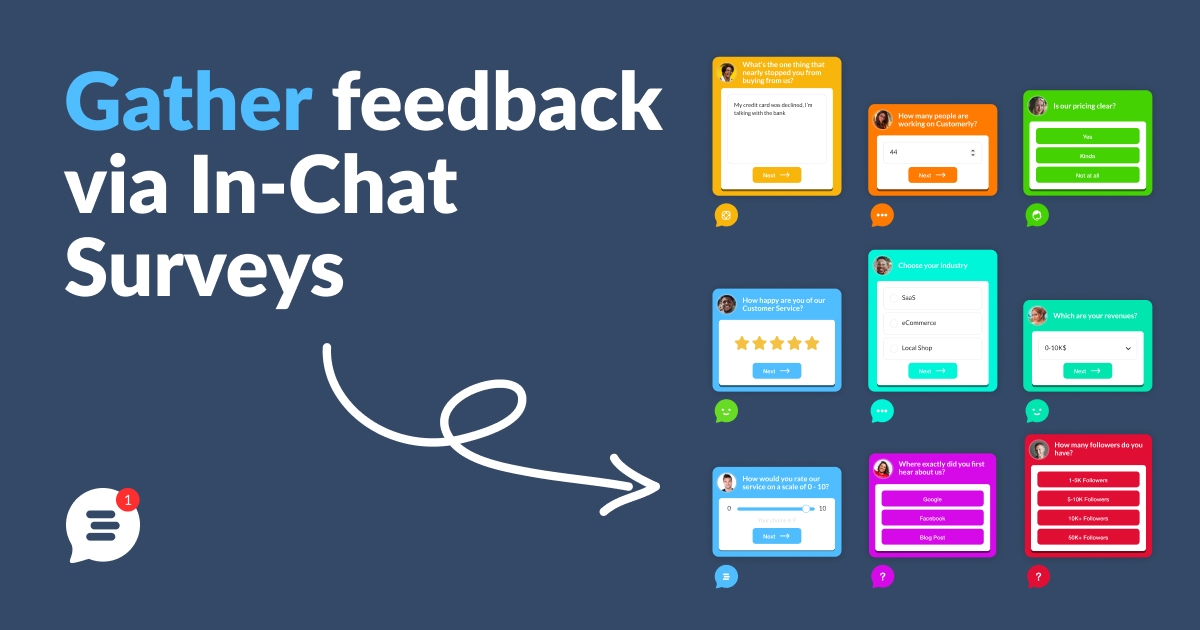 Gather feedback
via In-Chat
Surveys
1
What's the one thing that
nearly stopped you from
buying from us?
My credit card was declined, I'm
talking with the bank
Next
How many people are
working on Customerly?
44
Next
Is our pricing clear?
Yes
Kinda
Not at all
How happy are you of our
Customer Service?
Next
Choose your industry
SaaS
eCommerce
Local Shop
Next
Which are your revenues?
0-10K$
Next
How would you rate our
service on a scale of 0 - 10?
0
10
Next
Where exactly did you first
hear about us?
Google
Facebook
Blog Post
?
How many followers do you
have?
1-5K Followers
5-10K Followers
10K+ Followers
50K+ Followers
?